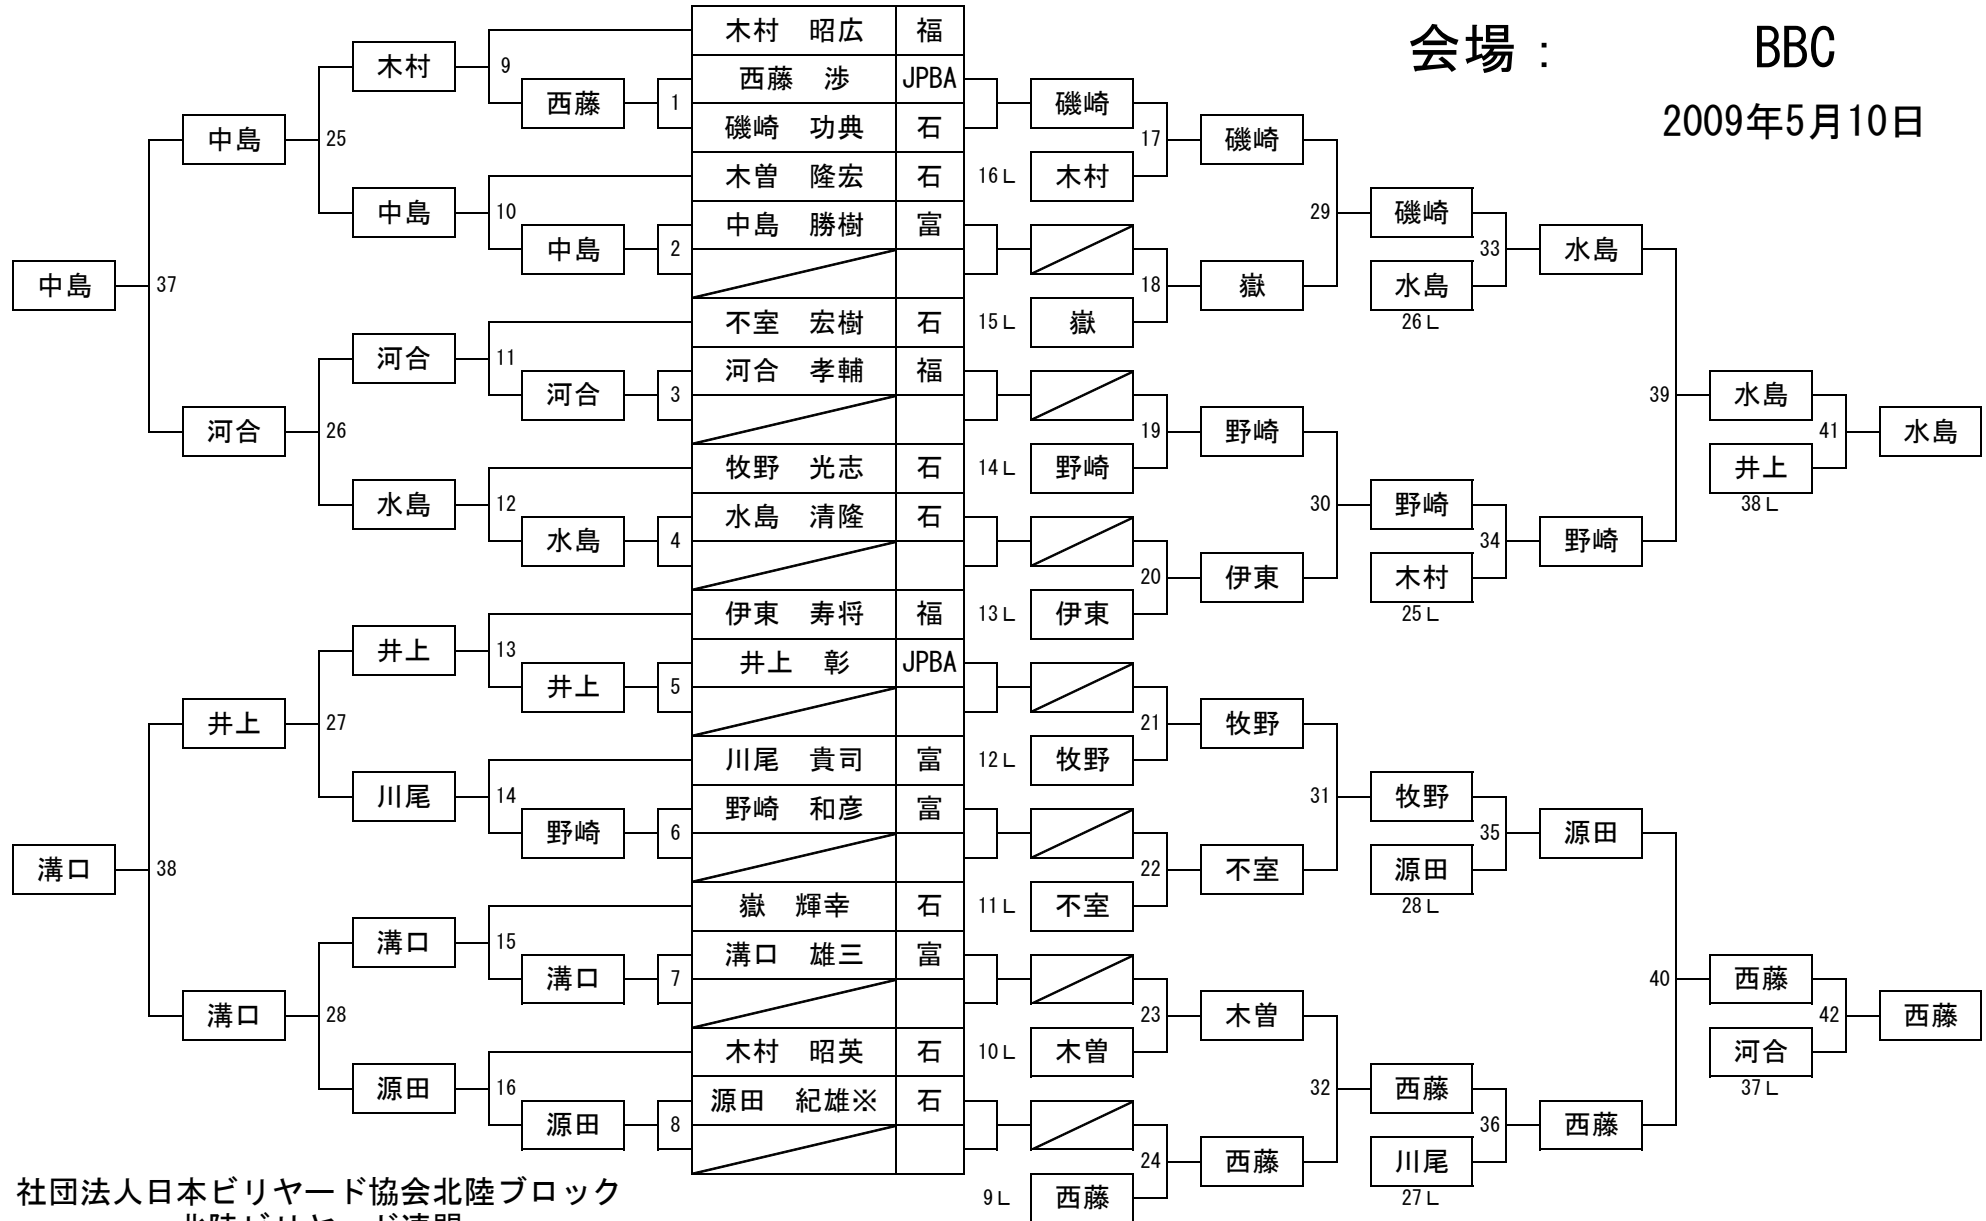 会場： BBC
2009年5月10日
木村 昭広 福
西藤 渉 JPBA
磯崎 功典 石
木曽 隆宏 石
中島 勝樹 富
不室 宏樹 石
河合 孝輔 福
牧野 光志 石
水島 清隆 石
伊東 寿将 福
井上 彰 JPBA
川尾 貴司 富
野崎 和彦 富
嶽 輝幸 石
溝口 雄三 富
木村 昭英 石
源田 紀雄※ 石
中島
37
溝口
38
中島
25
河合
26
井上
27
溝口
28
木村
9
中島
10
河合
11
水島
12
井上
13
川尾
14
溝口
15
源田
16
西藤
1
中島
2
河合
3
水島
4
井上
5
野崎
6
溝口
7
源田
8
磯崎
17
16L 木村
18
15L 嶽
19
14L 野崎
20
13L 伊東
21
12L 牧野
22
11L 不室
23
10L 木曽
24
9L 西藤
磯崎
29
嶽
野崎
30
伊東
牧野
31
不室
木曽
32
西藤
磯崎
33
水島
26L
野崎
34
木村
25L
牧野
35
源田
28L
西藤
36
川尾
27L
水島
39
野崎
源田
40
西藤
水島
41
井上
38L
西藤
42
河合
37L
水島
西藤
社団法人日本ビリヤード協会北陸ブロック
北陸ビリヤード連盟